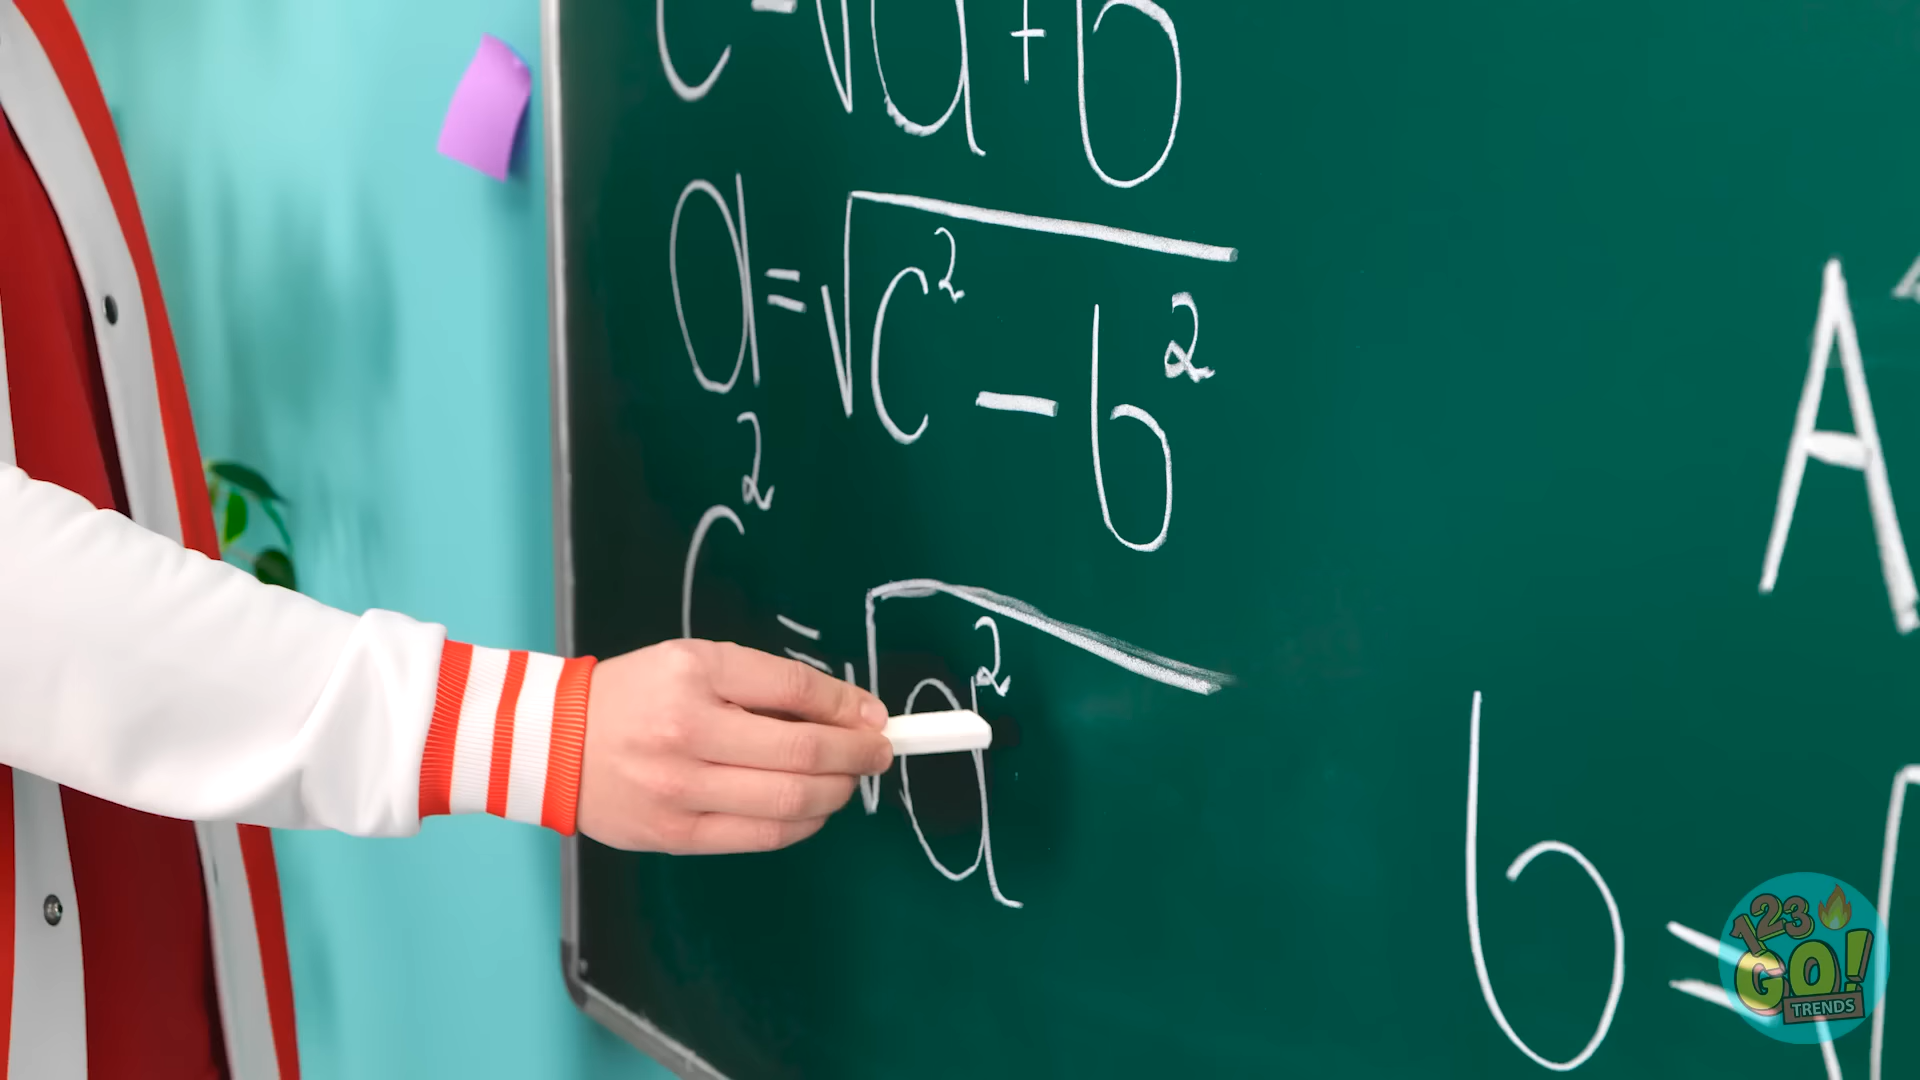 c = √a + b
a = √c² - b²
c² = √a²
A
b = √
123 GO!
TRENDS